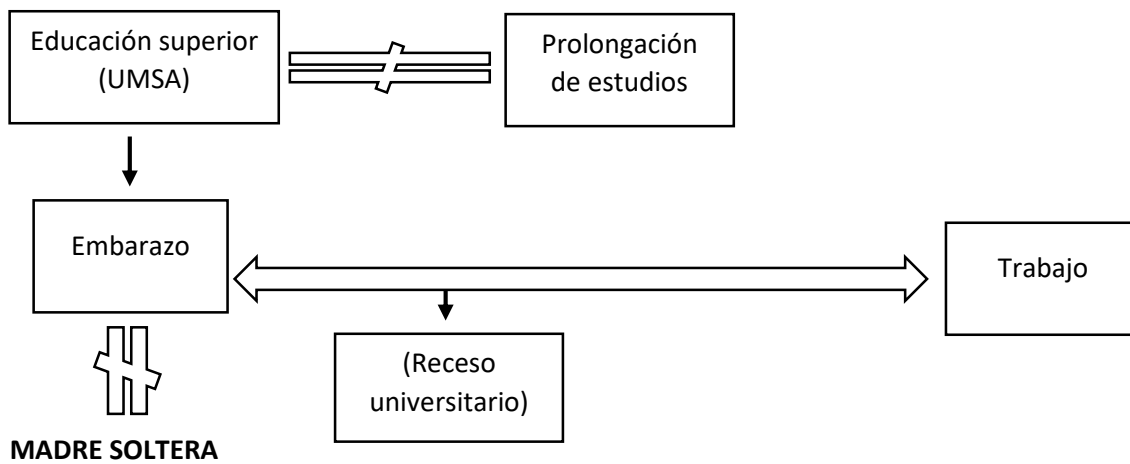 Educación superior
(UMSA)
Prolongación
de estudios
Embarazo
Trabajo
(Receso
universitario)
MADRE SOLTERA